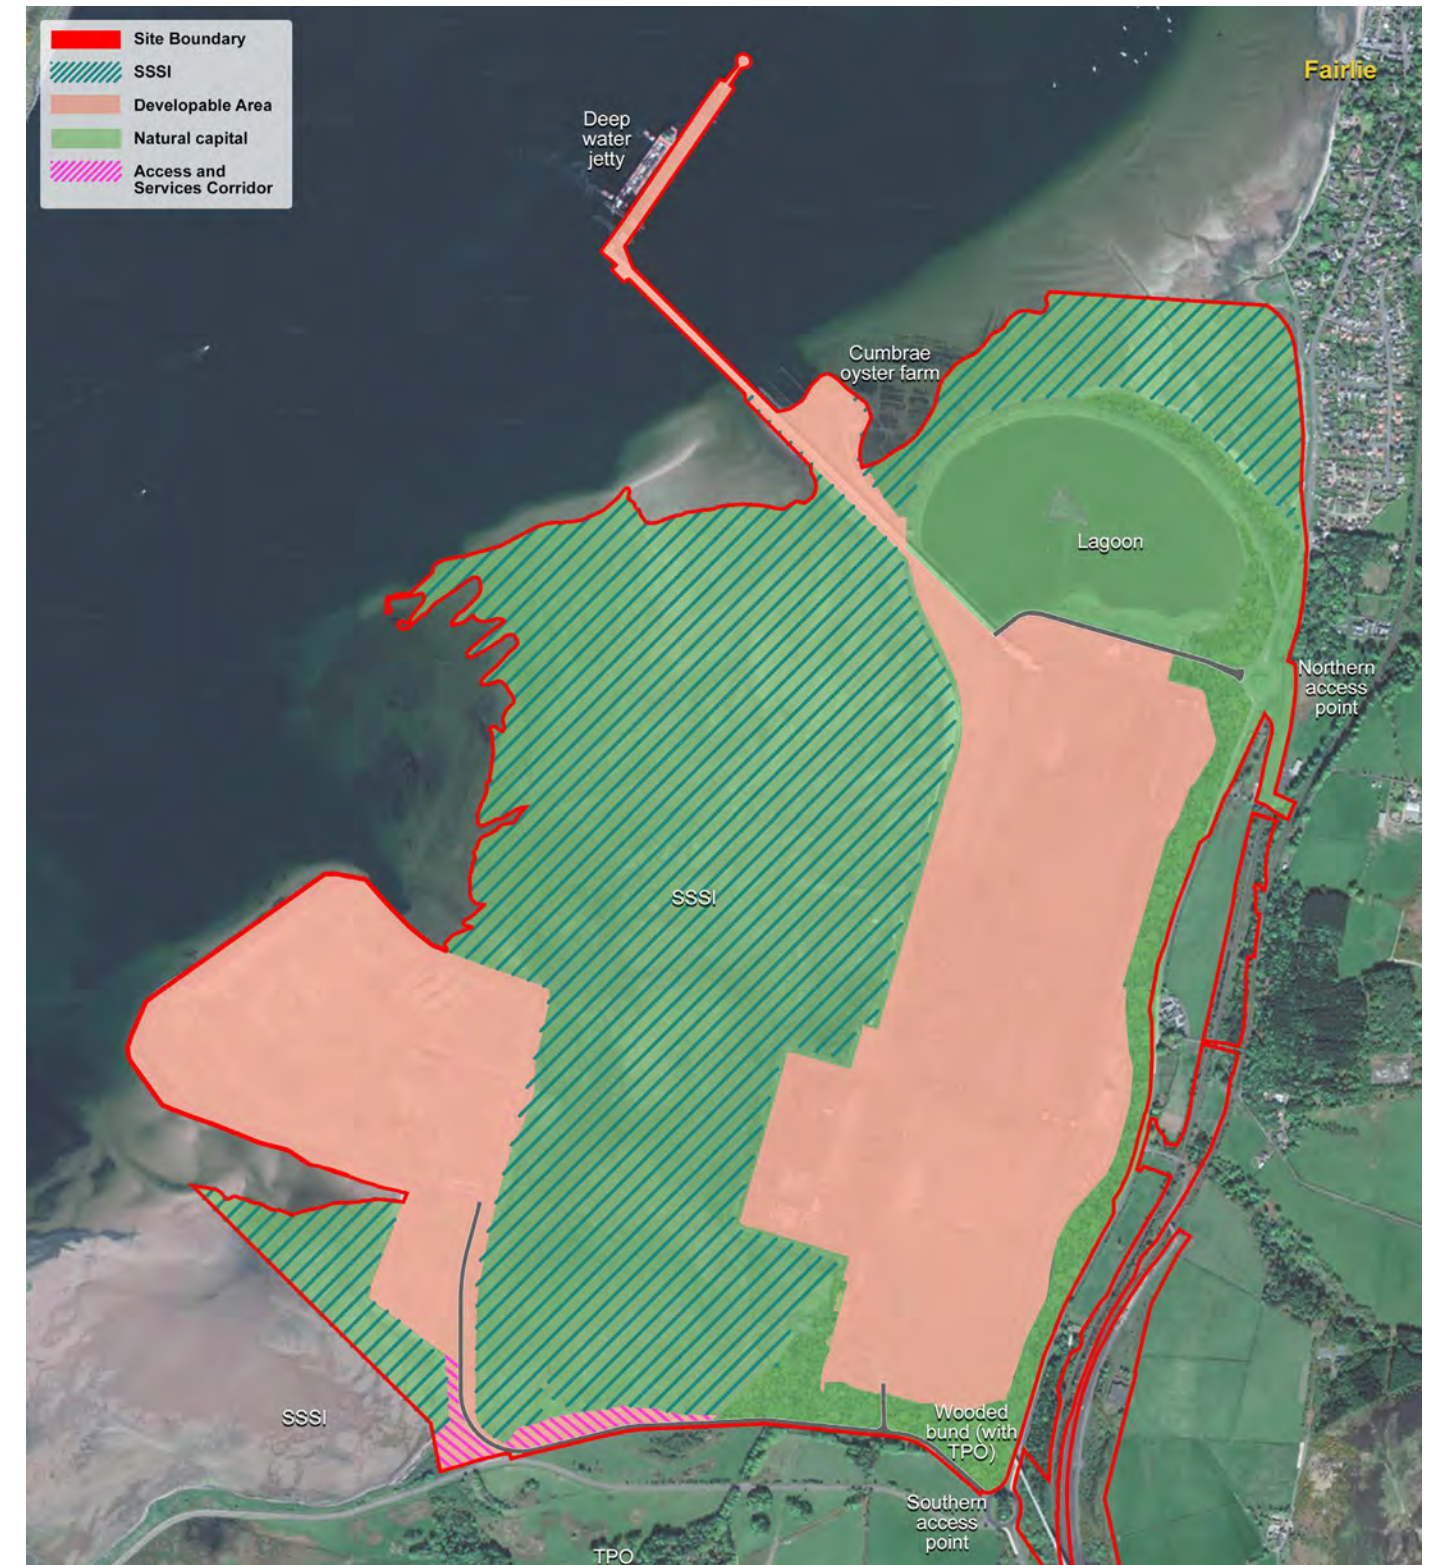 Site Boundary
SSSI
Developable Area
Natural capital
Access and
Services Corridor
Fairlie
Deep
water
jetty
Cumbrae
oyster farm
Lagoon
Northern
access
point
SSSI
SSSI
Wooded
bund (with
TPO)
Southern
access
point
TPO